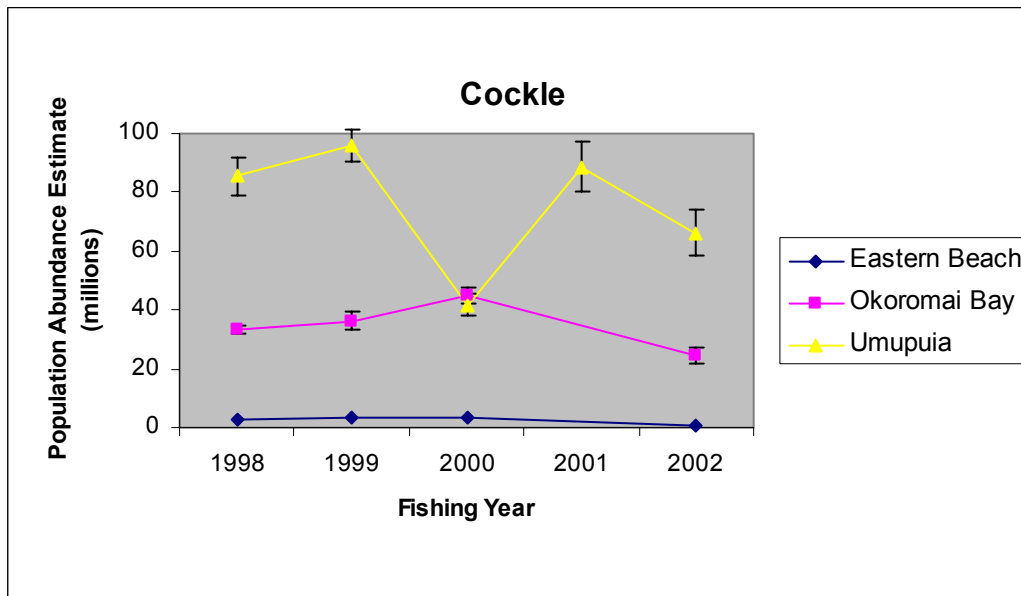 Cockle
Population Abundance Estimate
(millions)
100
80
60
40
20
0
1998 1999 2000 2001 2002
Fishing Year
Eastern Beach
Okoromai Bay
Umupuia